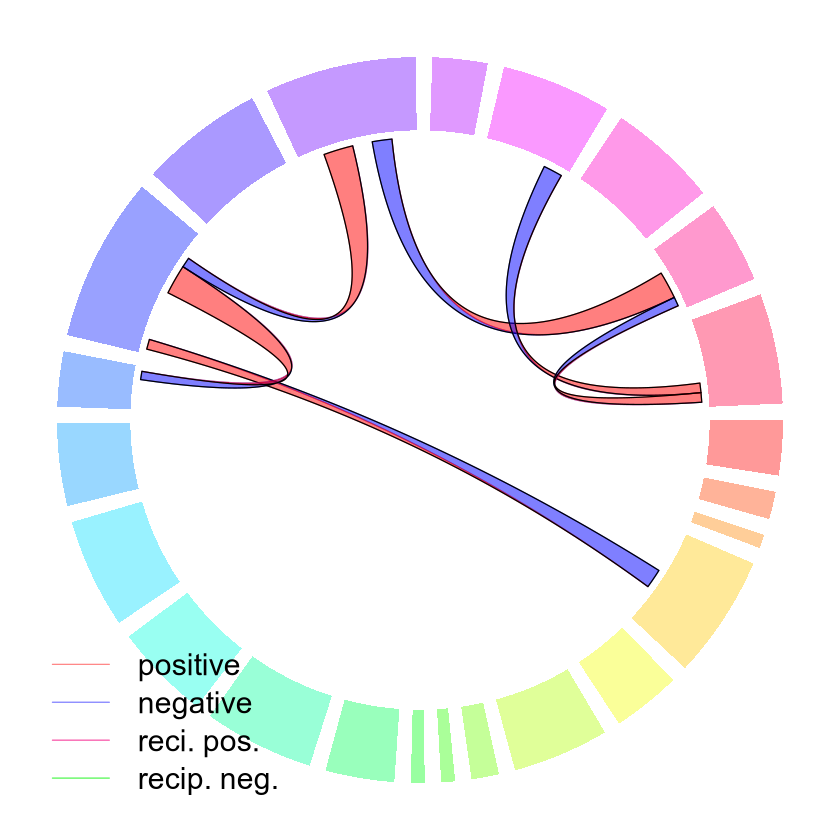 positive
negative
reci. pos.
recip. neg.